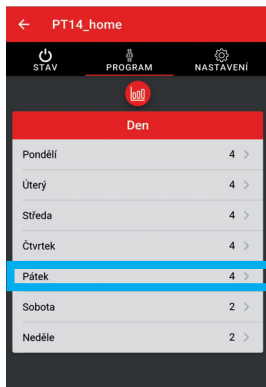 ← PT14_home
STAV PROGRAM NASTAVENÍ
Den
Pondělí 4 >
Úterý 4 >
Středa 4 >
Čtvrtek 4 >
Pátek 4 >
Sobota 2 >
Neděle 2 >